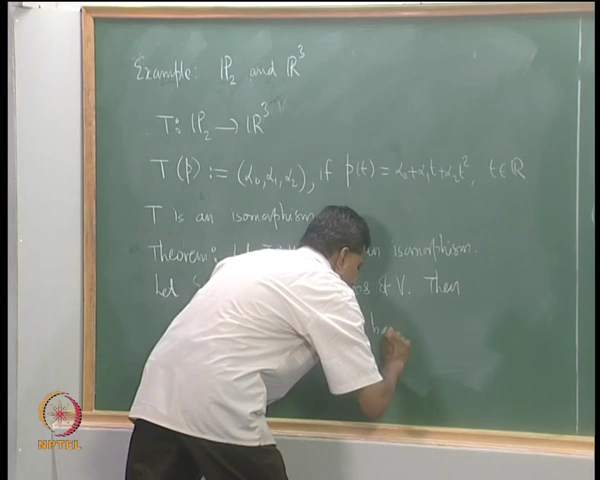 Example: ℙ₂ and ℝ³
T: ℙ₂ → ℝ³
T(p) := (α₀, α₁, α₂), if p(t) = α₀+α₁t+α₂t², t∈ℝ
T is an isomorphism
Theorem: Let isomorphism.
Let of V. Then
NPTEL